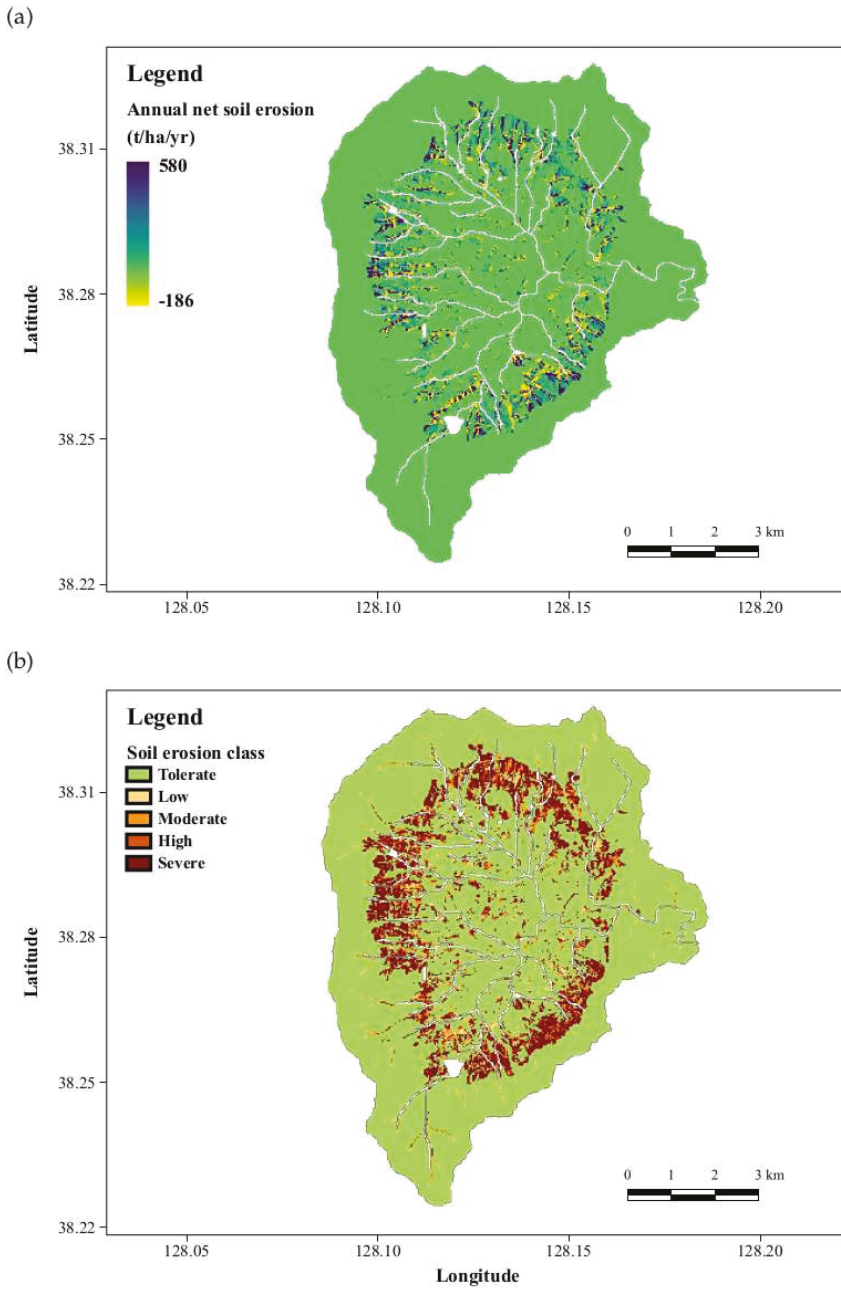 (a)
Legend
Annual net soil erosion
(t/ha/yr)
580
-186
Latitude
38.31
38.28
38.25
38.22
0 1 2 3 km
128.05 128.10 128.15 128.20
(b)
Legend
Soil erosion class
Tolerate
Low
Moderate
High
Severe
Latitude
38.31
38.28
38.25
38.22
0 1 2 3 km
128.05 128.10 128.15 128.20
Longitude